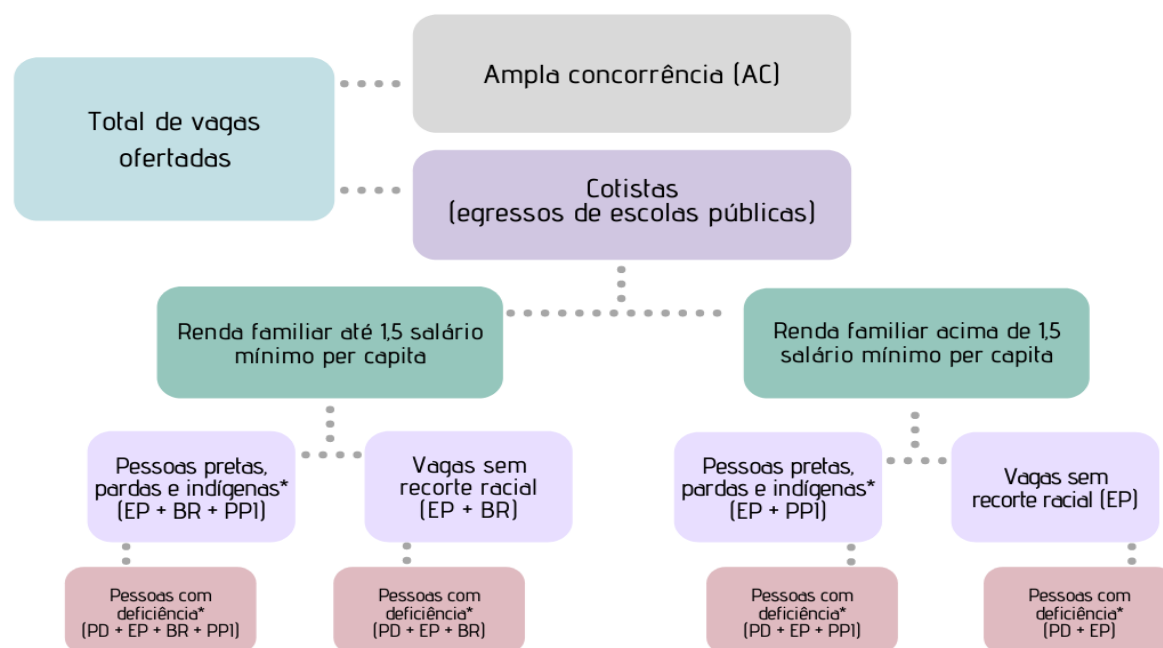 Ampla concorrência (AC)
Total de vagas
ofertadas
Cotistas
(egressos de escolas públicas)
Renda familiar até 1,5 salário
mínimo per capita
Renda familiar acima de 1,5
salário mínimo per capita
Pessoas pretas,
pardas e indígenas*
(EP + BR + PPI)
Vagas sem
recorte racial
(EP + BR)
Pessoas pretas,
pardas e indígenas*
(EP + PPI)
Vagas sem
recorte racial (EP)
Pessoas com
deficiência*
(PD + EP + BR + PPI)
Pessoas com
deficiência*
(PD + EP + BR)
Pessoas com
deficiência*
(PD + EP + PPI)
Pessoas com
deficiência*
(PD + EP)